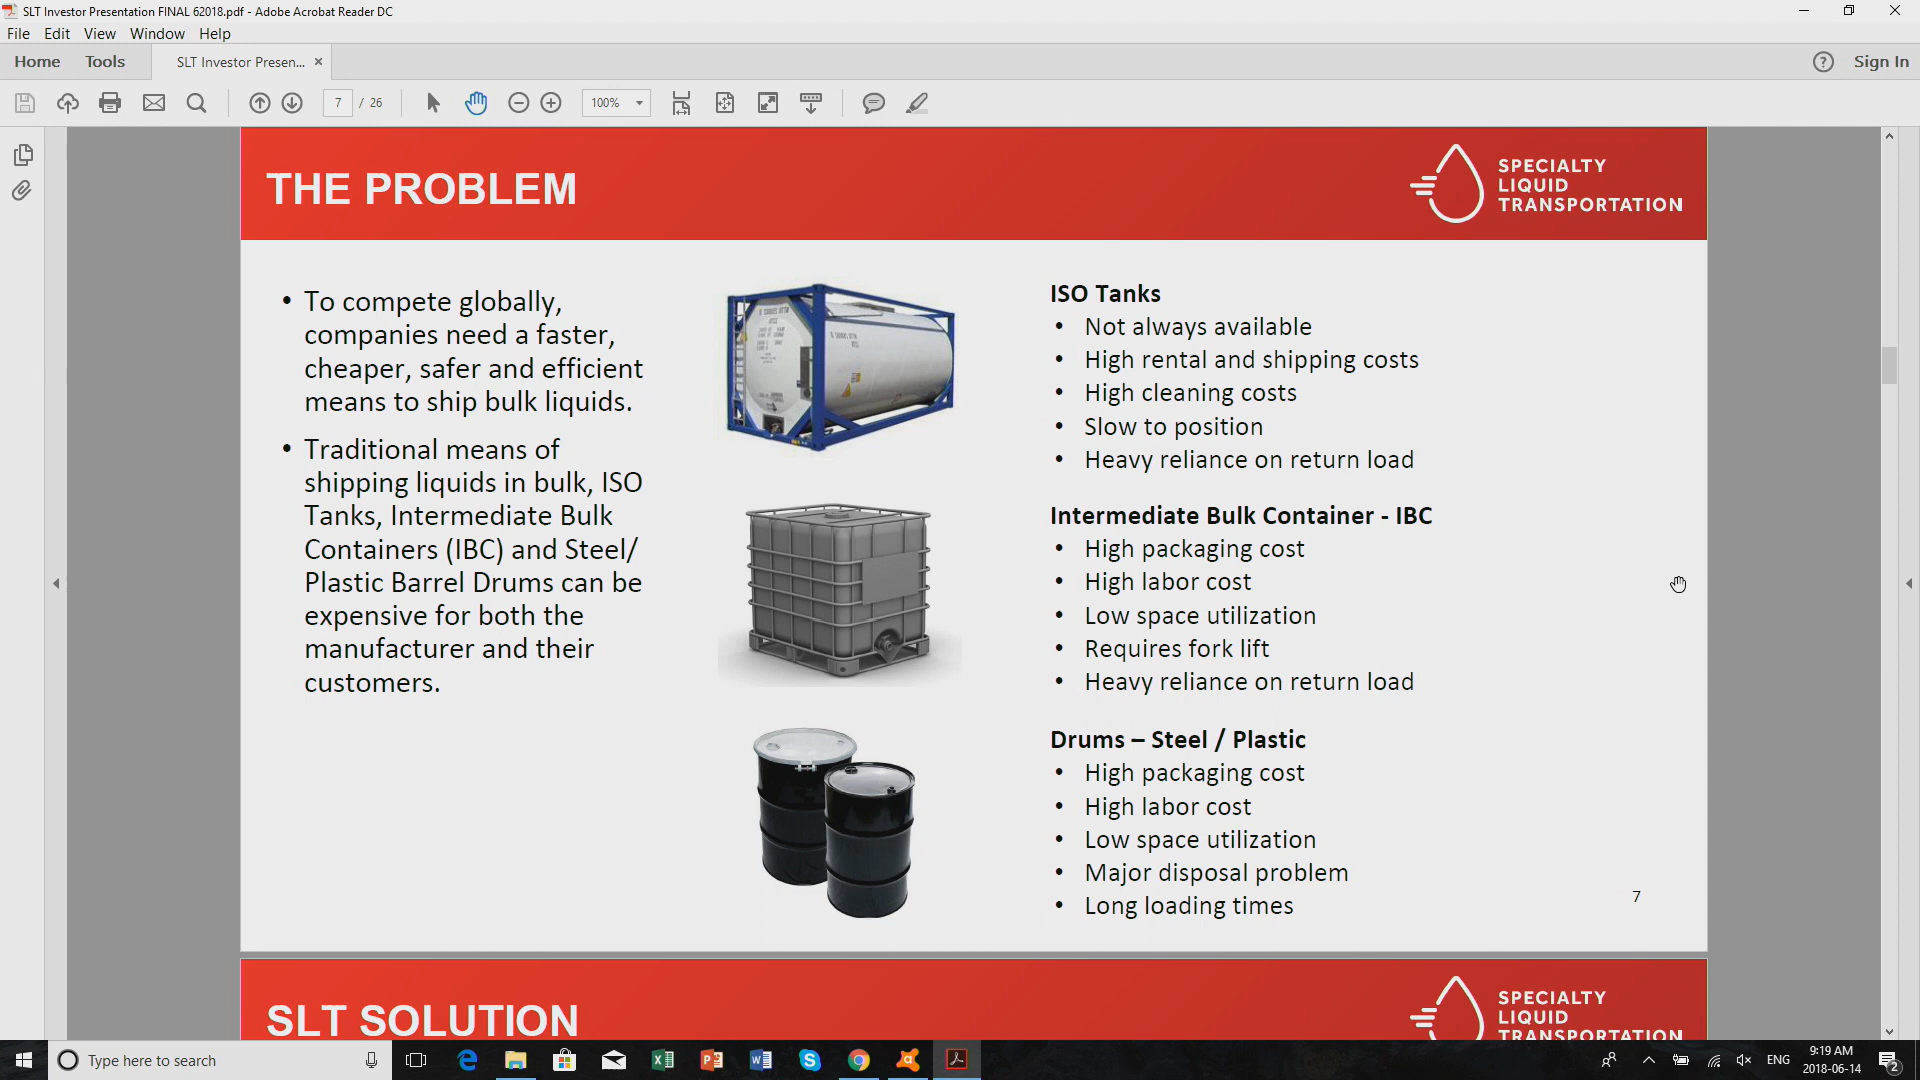 SLT Investor Presentation FINAL 62018.pdf - Adobe Acrobat Reader DC
File Edit View Window Help
Home Tools SLT Investor Presen... ×
Sign In
7 / 26 100%
THE PROBLEM
SPECIALTY
LIQUID
TRANSPORTATION
• To compete globally,
companies need a faster,
cheaper, safer and efficient
means to ship bulk liquids.
• Traditional means of
shipping liquids in bulk, ISO
Tanks, Intermediate Bulk
Containers (IBC) and Steel/
Plastic Barrel Drums can be
expensive for both the
manufacturer and their
customers.
ISO Tanks
• Not always available
• High rental and shipping costs
• High cleaning costs
• Slow to position
• Heavy reliance on return load
Intermediate Bulk Container - IBC
• High packaging cost
• High labor cost
• Low space utilization
• Requires fork lift
• Heavy reliance on return load
Drums – Steel / Plastic
• High packaging cost
• High labor cost
• Low space utilization
• Major disposal problem
• Long loading times
7
SLT SOLUTION
SPECIALTY
LIQUID
TRANSPORTATION
Type here to search
ENG
9:19 AM
2018-06-14
2